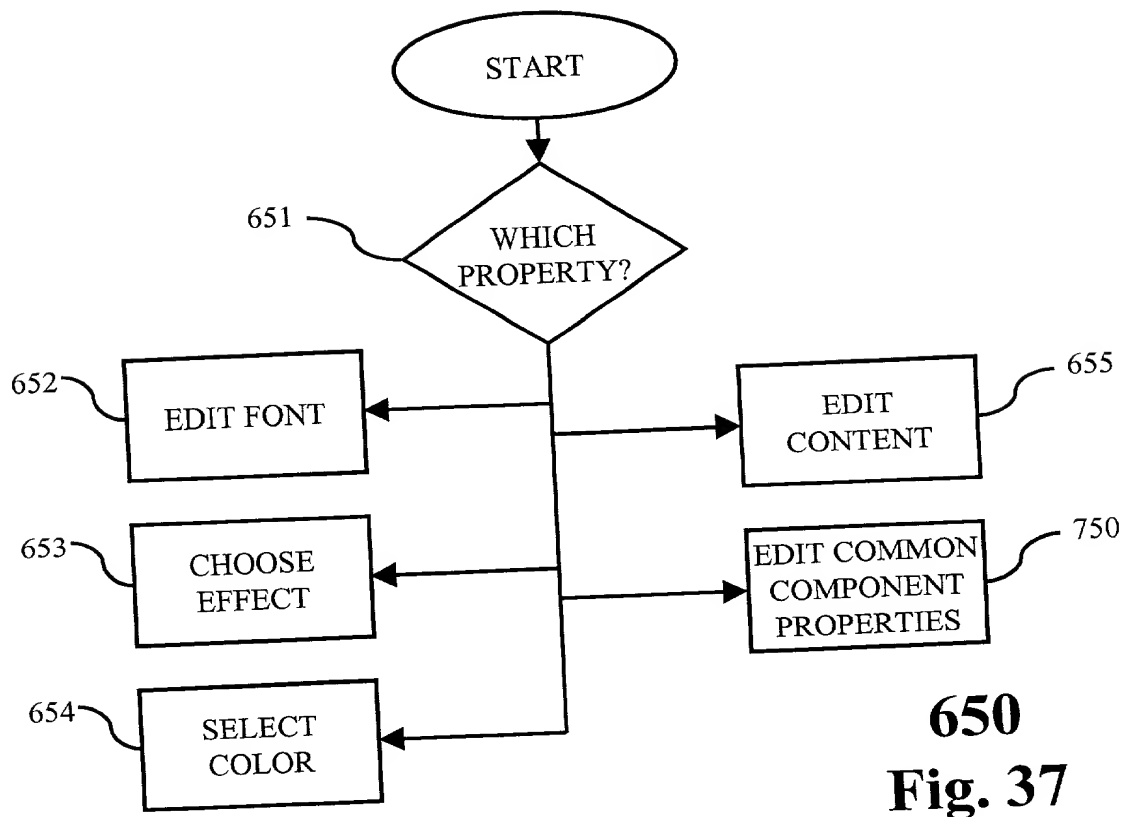 START
651
WHICH
PROPERTY?
652
EDIT FONT
655
EDIT
CONTENT
653
CHOOSE
EFFECT
750
EDIT COMMON
COMPONENT
PROPERTIES
654
SELECT
COLOR
650
Fig. 37